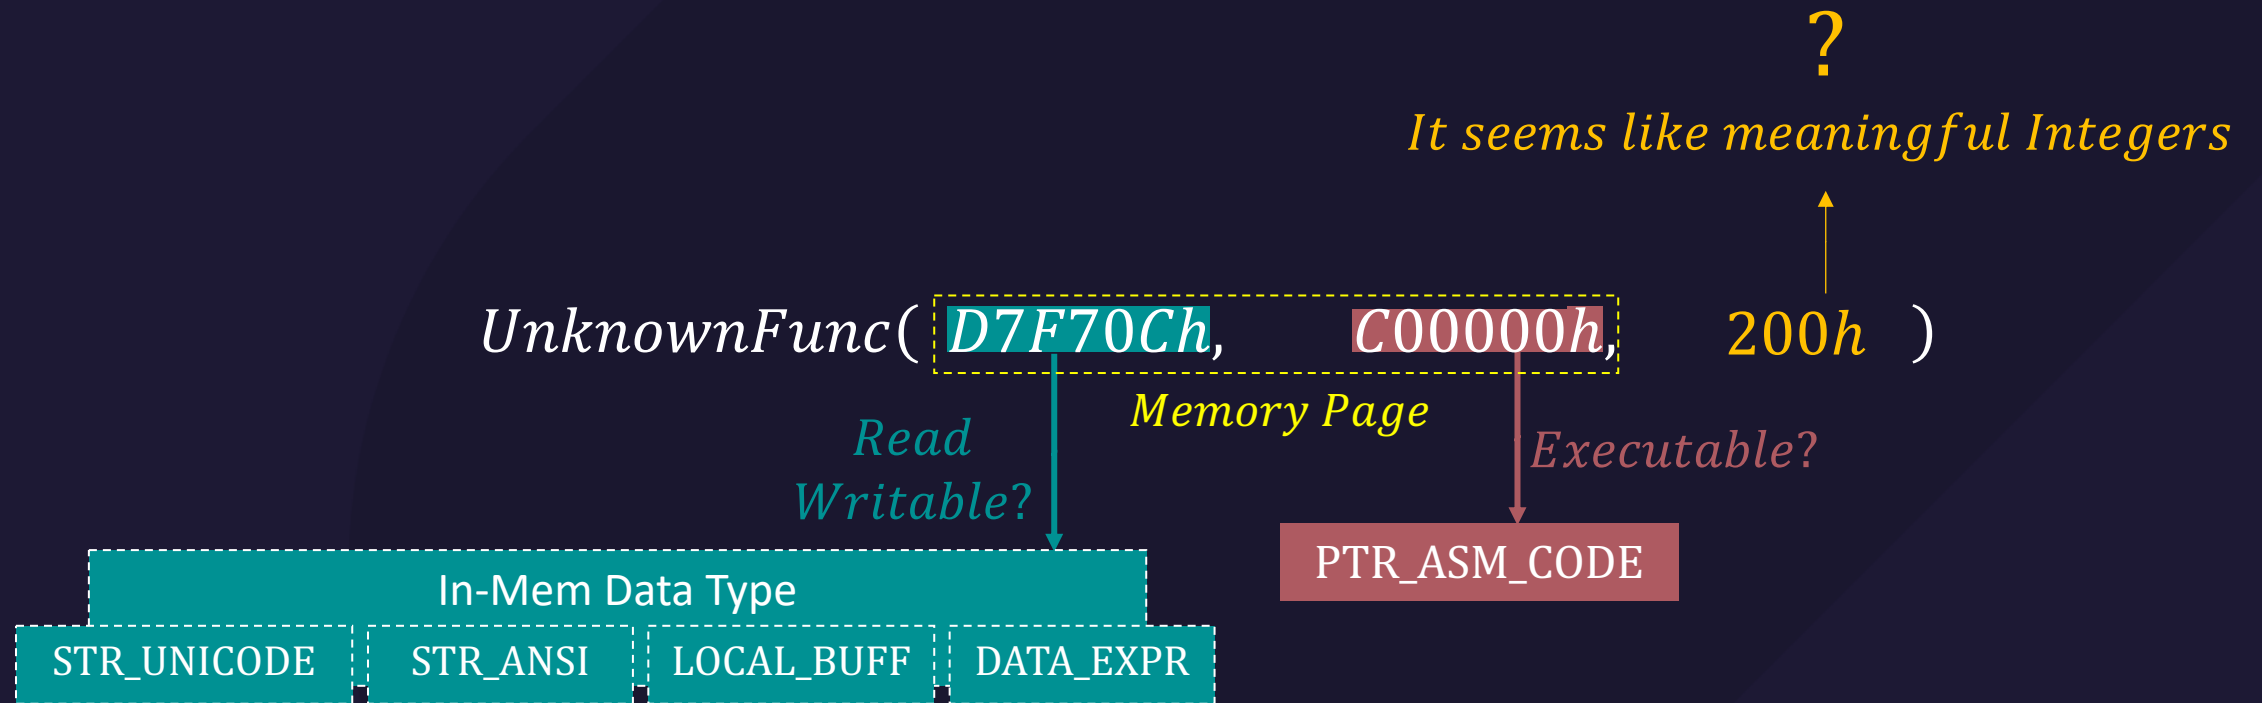 ?
It seems like meaningful Integers
UnknownFunc( D7F70Ch, C00000h, 200h )
Memory Page
Read
Writable?
Executable?
PTR_ASM_CODE
In-Mem Data Type
STR_UNICODE STR_ANSI LOCAL_BUFF DATA_EXPR